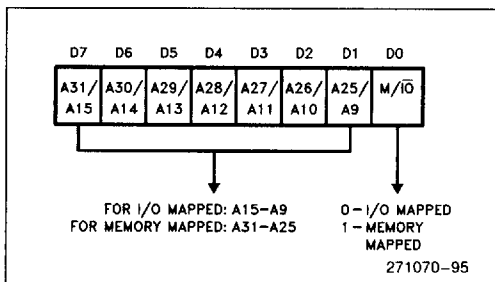 D7 D6 D5 D4 D3 D2 D1 D0
A31/ A30/ A29/ A28/ A27/ A26/ A25/ M/I̅O̅
A15 A14 A13 A12 A11 A10 A9
FOR I/O MAPPED: A15–A9 0 – I/O MAPPED
FOR MEMORY MAPPED: A31–A25 1 – MEMORY
MAPPED
271070–95